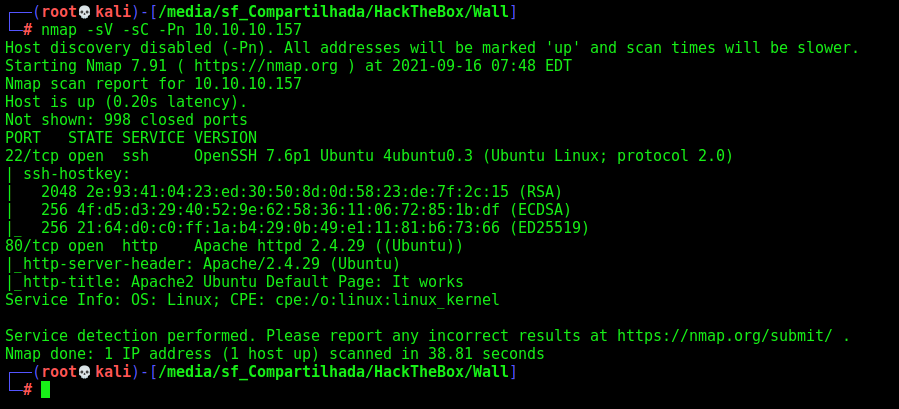 ┌──(root💀kali)-[/media/sf_Compartilhada/HackTheBox/Wall]
└─# nmap -sV -sC -Pn 10.10.10.157
Host discovery disabled (-Pn). All addresses will be marked 'up' and scan times will be slower.
Starting Nmap 7.91 ( https://nmap.org ) at 2021-09-16 07:48 EDT
Nmap scan report for 10.10.10.157
Host is up (0.20s latency).
Not shown: 998 closed ports
PORT   STATE SERVICE VERSION
22/tcp open  ssh     OpenSSH 7.6p1 Ubuntu 4ubuntu0.3 (Ubuntu Linux; protocol 2.0)
| ssh-hostkey:
|   2048 2e:93:41:04:23:ed:30:50:8d:0d:58:23:de:7f:2c:15 (RSA)
|   256 4f:d5:d3:29:40:52:9e:62:58:36:11:06:72:85:1b:df (ECDSA)
|_  256 21:64:d0:c0:ff:1a:b4:29:0b:49:e1:11:81:b6:73:66 (ED25519)
80/tcp open  http    Apache httpd 2.4.29 ((Ubuntu))
|_http-server-header: Apache/2.4.29 (Ubuntu)
|_http-title: Apache2 Ubuntu Default Page: It works
Service Info: OS: Linux; CPE: cpe:/o:linux:linux_kernel
Service detection performed. Please report any incorrect results at https://nmap.org/submit/ .
Nmap done: 1 IP address (1 host up) scanned in 38.81 seconds
┌──(root💀kali)-[/media/sf_Compartilhada/HackTheBox/Wall]
└─#